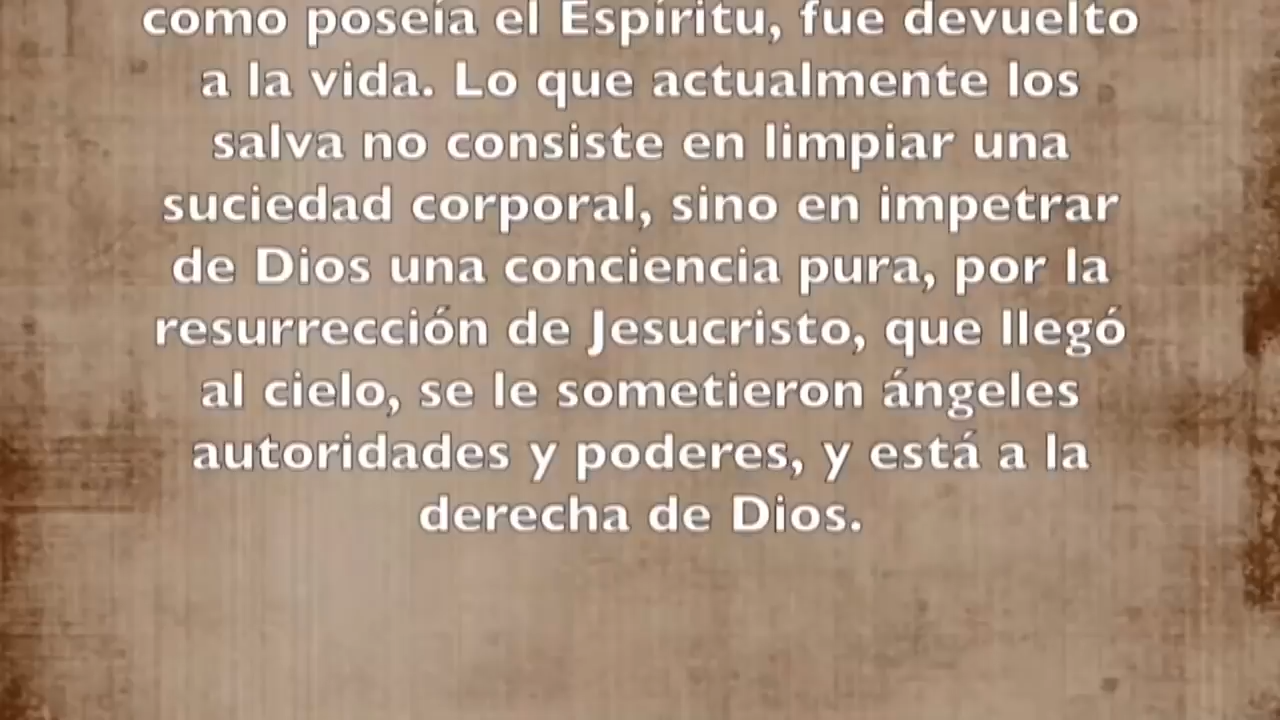 como poseía el Espíritu, fue devuelto
a la vida. Lo que actualmente los
salva no consiste en limpiar una
suciedad corporal, sino en impetrar
de Dios una conciencia pura, por la
resurrección de Jesucristo, que llegó
al cielo, se le sometieron ángeles
autoridades y poderes, y está a la
derecha de Dios.